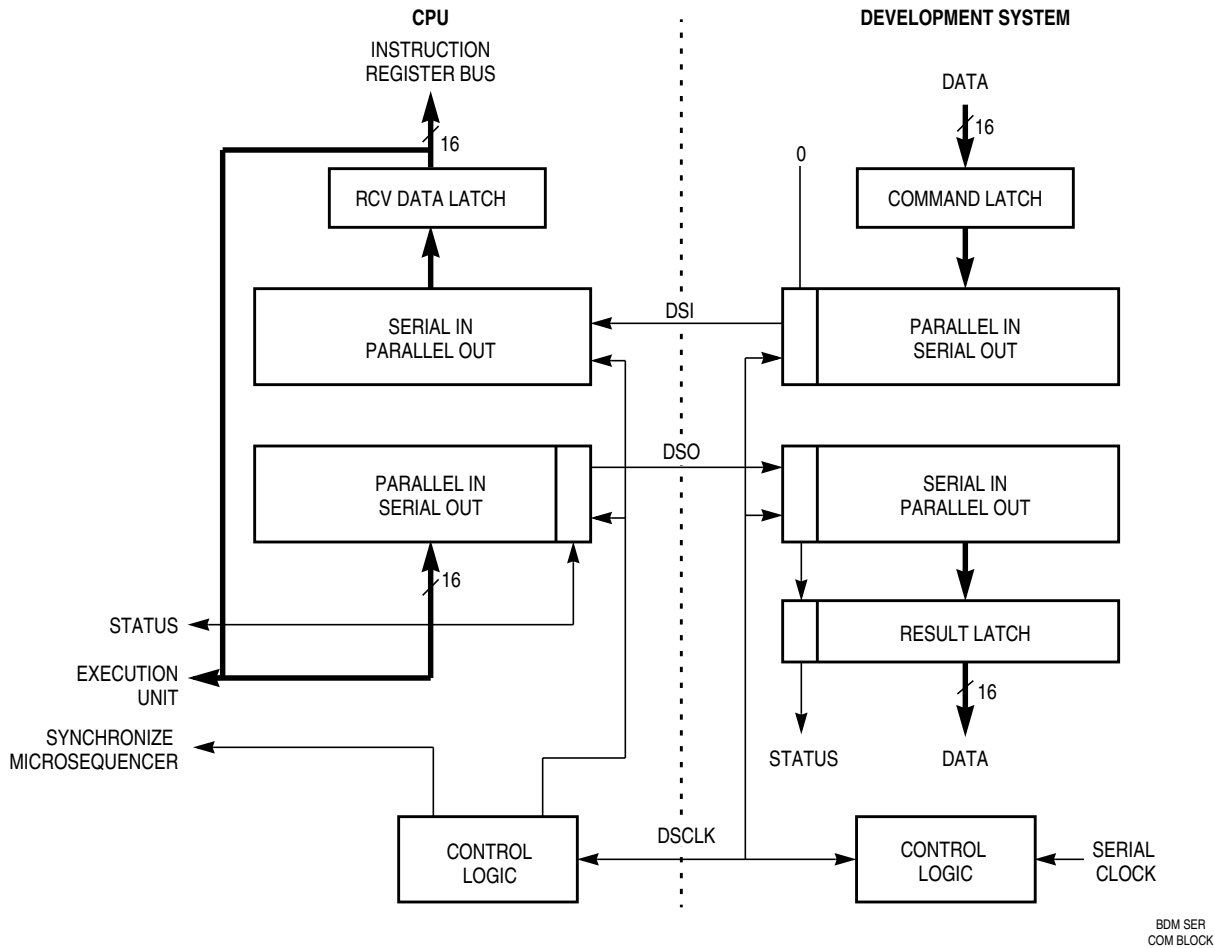 CPU
DEVELOPMENT SYSTEM
INSTRUCTION
REGISTER BUS
DATA
16
16
0
RCV DATA LATCH
COMMAND LATCH
DSI
SERIAL IN
PARALLEL OUT
PARALLEL IN
SERIAL OUT
DSO
PARALLEL IN
SERIAL OUT
SERIAL IN
PARALLEL OUT
16
STATUS
RESULT LATCH
EXECUTION
UNIT
16
SYNCHRONIZE
MICROSEQUENCER
STATUS
DATA
DSCLK
CONTROL
LOGIC
CONTROL
LOGIC
SERIAL
CLOCK
BDM SER
COM BLOCK